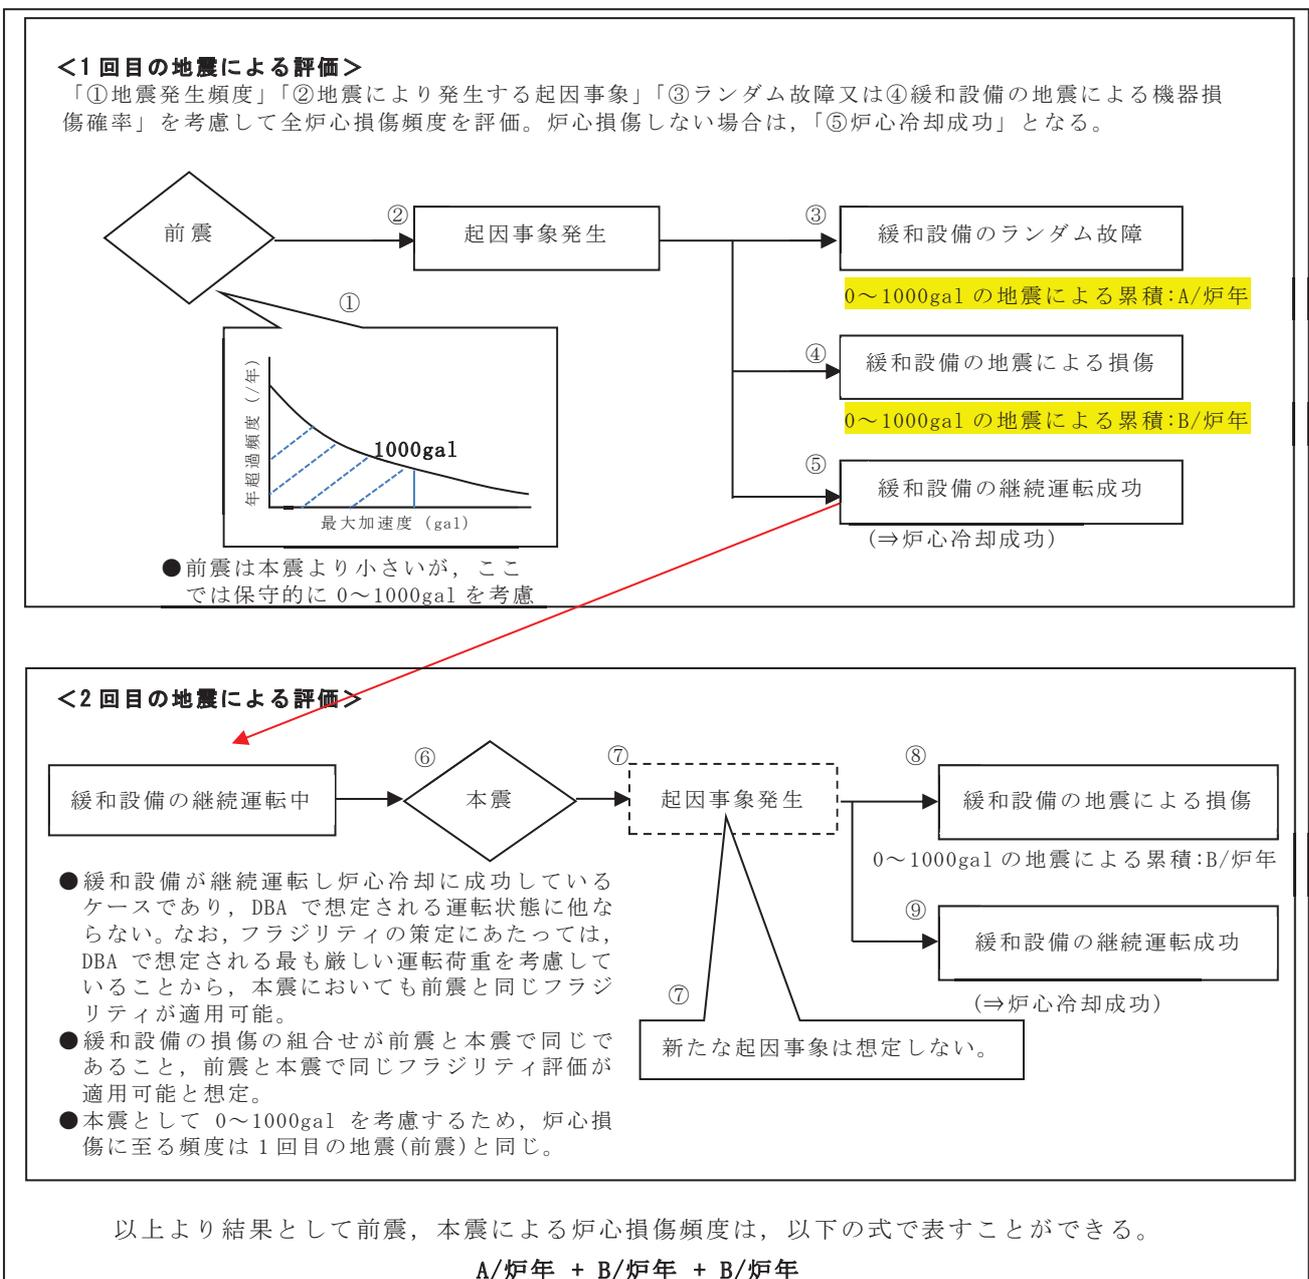 <1回目の地震による評価>
「①地震発生頻度」「②地震により発生する起因事象」「③ランダム故障又は④緩和設備の地震による機器損
傷確率」を考慮して全炉心損傷頻度を評価。炉心損傷しない場合は,「⑤炉心冷却成功」となる。
前震
②
起因事象発生
③
緩和設備のランダム故障
0～1000gal の地震による累積:A/炉年
①
④
緩和設備の地震による損傷
0～1000gal の地震による累積:B/炉年
年超過頻度 (/年)
1000gal
最大加速度 (gal)
⑤
緩和設備の継続運転成功
(⇒炉心冷却成功)
●前震は本震より小さいが, ここ
では保守的に 0～1000gal を考慮
<2回目の地震による評価>
緩和設備の継続運転中
⑥
本震
⑦
起因事象発生
⑧
緩和設備の地震による損傷
0～1000gal の地震による累積:B/炉年
⑨
緩和設備の継続運転成功
(⇒炉心冷却成功)
⑦
新たな起因事象は想定しない。
●緩和設備が継続運転し炉心冷却に成功している
ケースであり, DBA で想定される運転状態に他な
らない。なお, フラジリティの策定にあたっては,
DBA で想定される最も厳しい運転荷重を考慮して
いることから, 本震においても前震と同じフラジ
リティが適用可能。
●緩和設備の損傷の組合せが前震と本震で同じで
あること, 前震と本震で同じフラジリティ評価が
適用可能と想定。
●本震として 0～1000gal を考慮するため, 炉心損
傷に至る頻度は1回目の地震(前震)と同じ。
以上より結果として前震, 本震による炉心損傷頻度は, 以下の式で表すことができる。
A/炉年 + B/炉年 + B/炉年